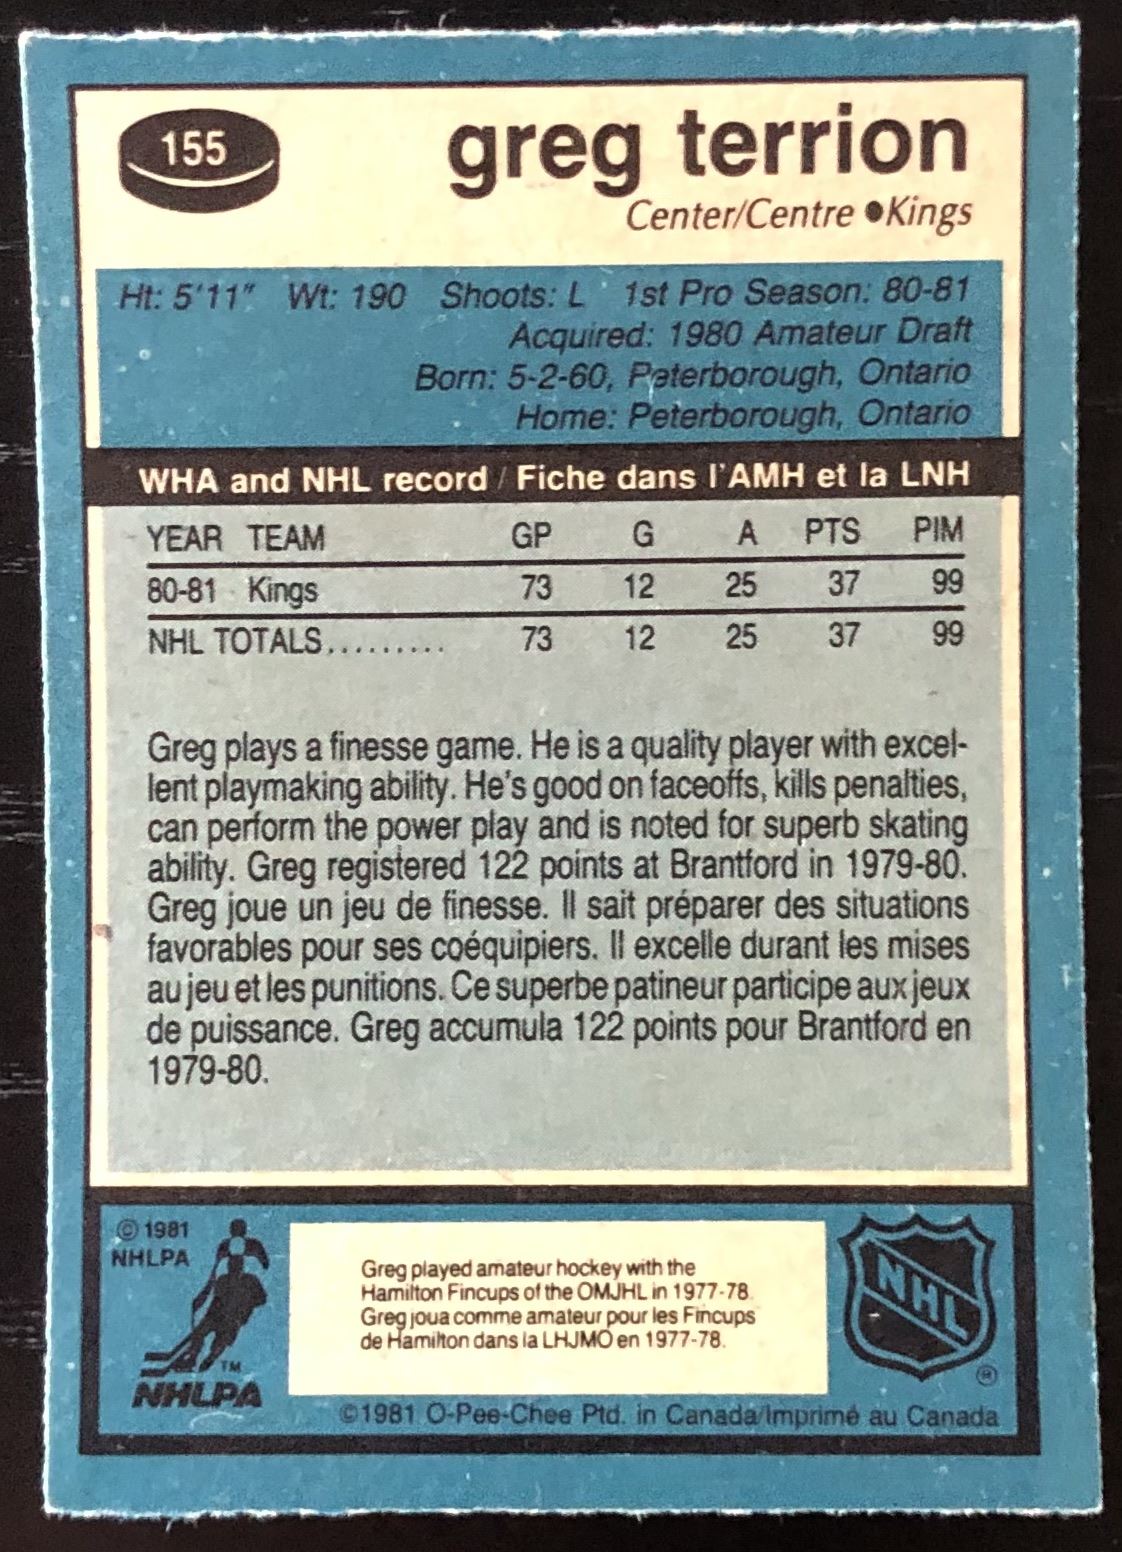 155
greg terrion
Center/Centre ●Kings
Ht: 5'11" Wt: 190 Shoots: L 1st Pro Season: 80-81
Acquired: 1980 Amateur Draft
Born: 5-2-60, Peterborough, Ontario
Home: Peterborough, Ontario
WHA and NHL record / Fiche dans l'AMH et la LNH
YEAR TEAM GP G A PTS PIM
80-81 Kings 73 12 25 37 99
NHL TOTALS......... 73 12 25 37 99
Greg plays a finesse game. He is a quality player with excel-
lent playmaking ability. He's good on faceoffs, kills penalties,
can perform the power play and is noted for superb skating
ability. Greg registered 122 points at Brantford in 1979-80.
Greg joue un jeu de finesse. Il sait préparer des situations
favorables pour ses coéquipiers. Il excelle durant les mises
au jeu et les punitions. Ce superbe patineur participe aux jeux
de puissance. Greg accumula 122 points pour Brantford en
1979-80.
© 1981
NHLPA
TM
NHLPA
Greg played amateur hockey with the
Hamilton Fincups of the OMJHL in 1977-78.
Greg joua comme amateur pour les Fincups
de Hamilton dans la LHJMO en 1977-78.
NHL
®
©1981 O-Pee-Chee Ptd. in Canada/Imprimé au Canada